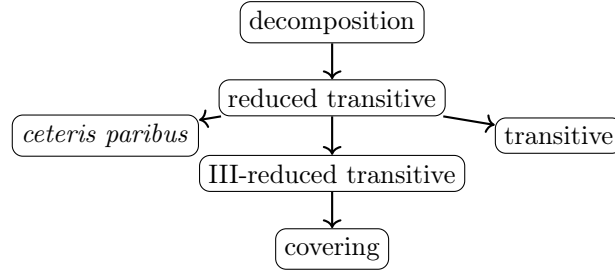 decomposition
reduced transitive
ceteris paribus
transitive
III-reduced transitive
covering